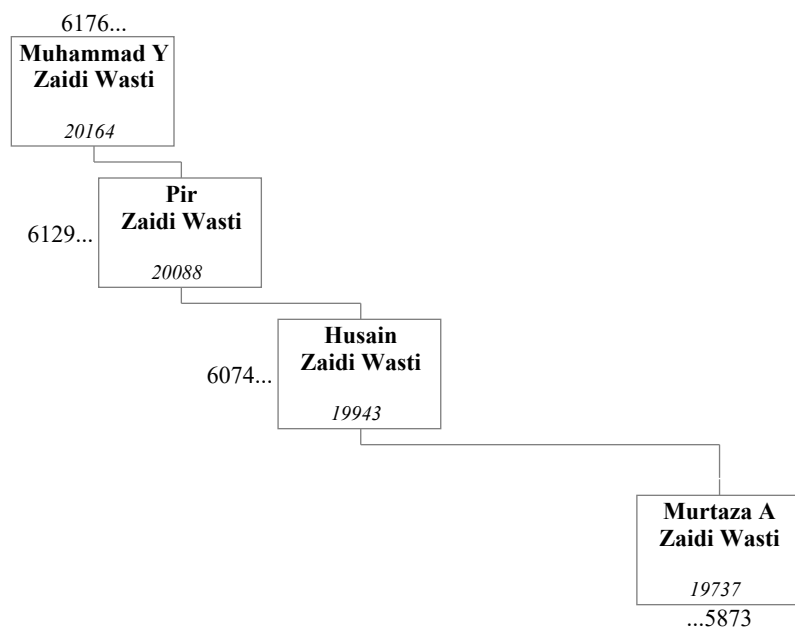 6176...
Muhammad Y
Zaidi Wasti
20164
Pir
Zaidi Wasti
6129...
20088
Husain
Zaidi Wasti
6074...
19943
Murtaza A
Zaidi Wasti
19737
...5873